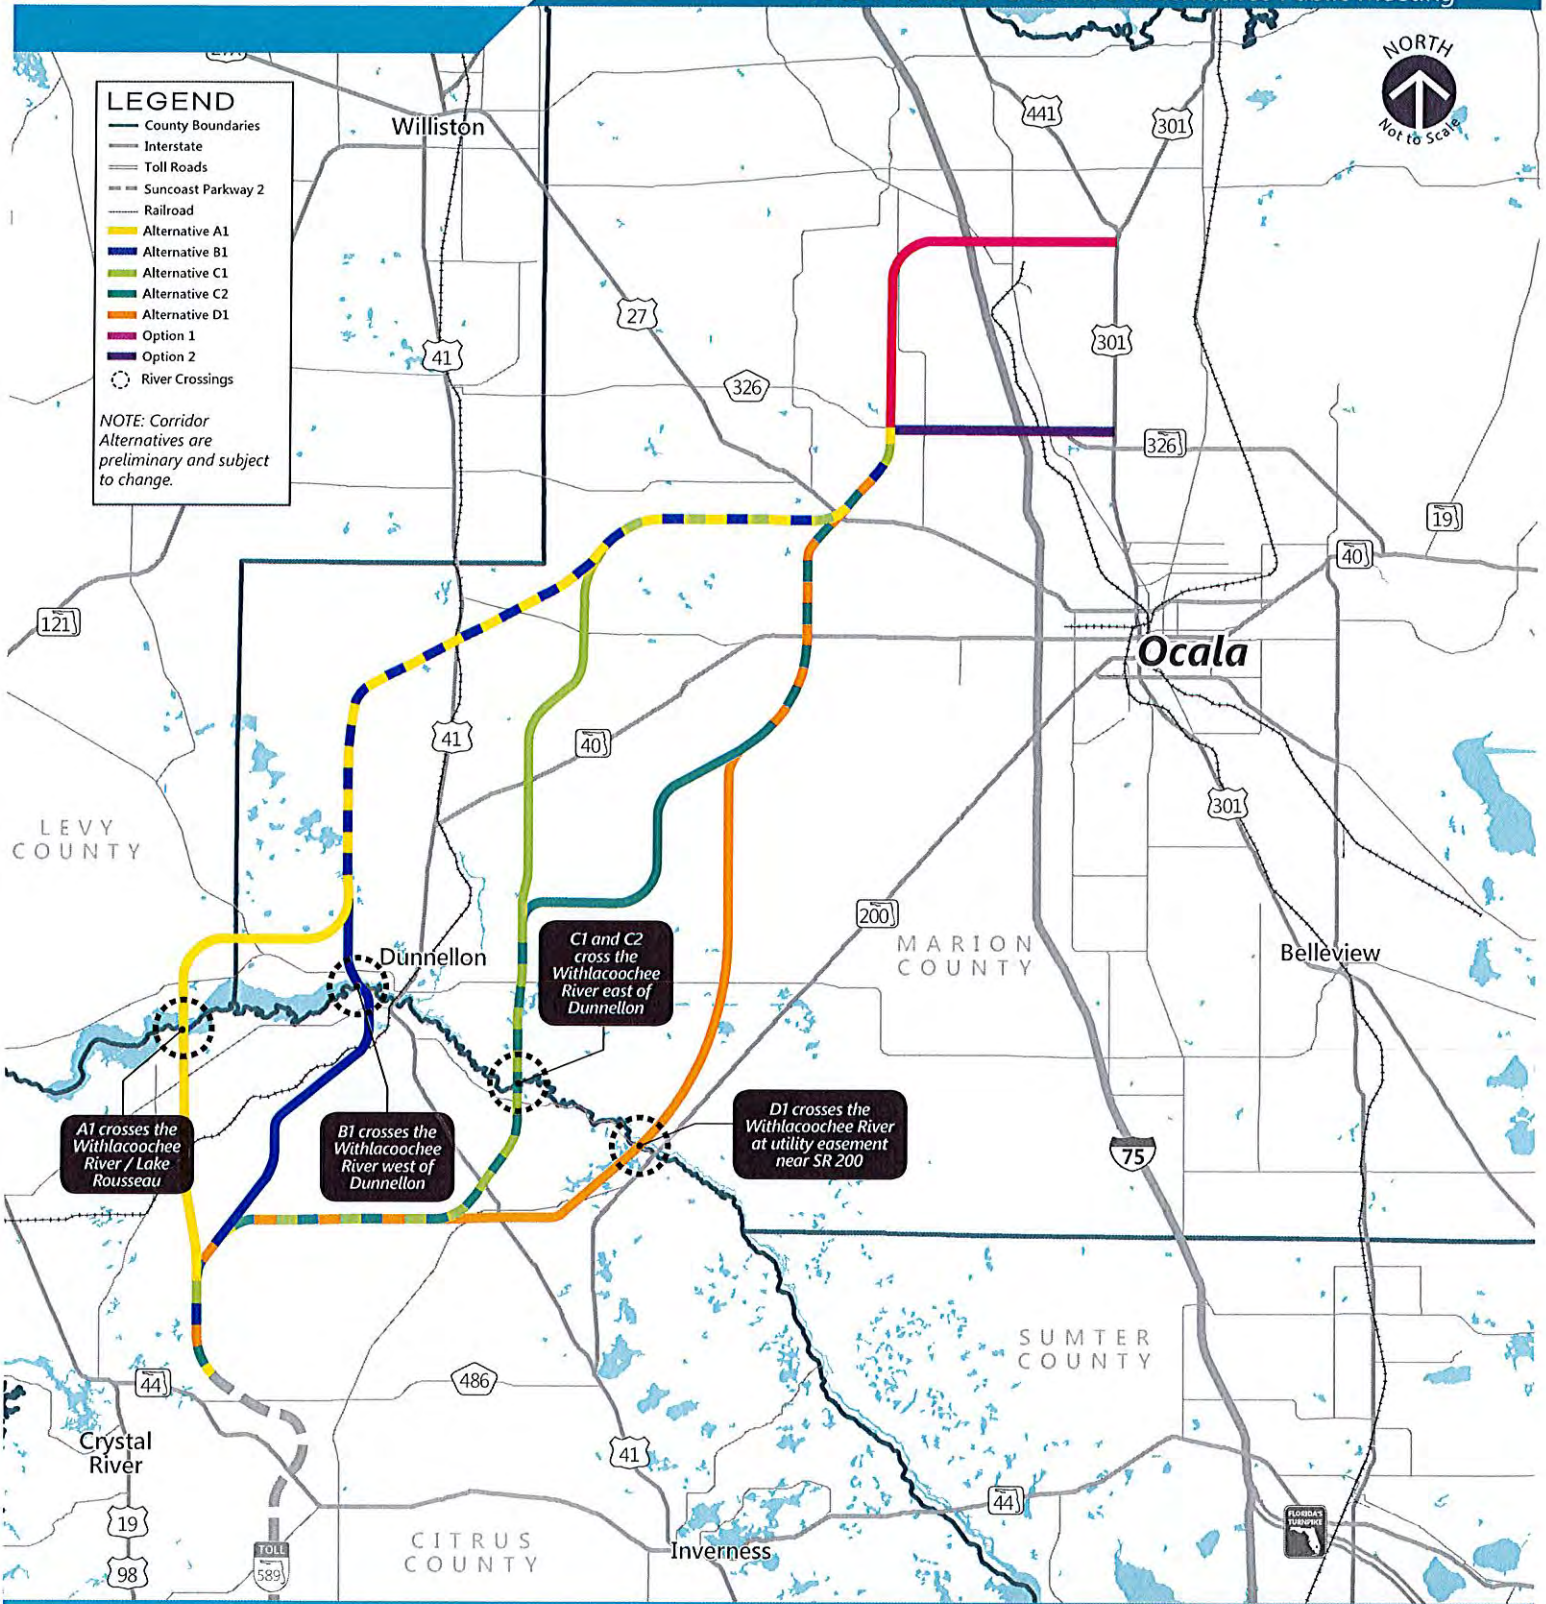 NORTH
Not to Scale
LEGEND
County Boundaries
Interstate
Toll Roads
Suncoast Parkway 2
Railroad
Alternative A1
Alternative B1
Alternative C1
Alternative C2
Alternative D1
Option 1
Option 2
River Crossings
NOTE: Corridor
Alternatives are
preliminary and subject
to change.
Williston
441
301
27
41
326
301
326
19
40
121
Ocala
41
40
301
LEVY
COUNTY
200
MARION
COUNTY
Belleview
Dunnellon
C1 and C2
cross the
Withlacoochee
River east of
Dunnellon
A1 crosses the
Withlacoochee
River / Lake
Rousseau
B1 crosses the
Withlacoochee
River west of
Dunnellon
D1 crosses the
Withlacoochee River
at utility easement
near SR 200
75
SUMTER
COUNTY
44
486
Crystal
River
41
19
98
TOLL
589
CITRUS
COUNTY
Inverness
44
FLORIDA'S
TURNPIKE